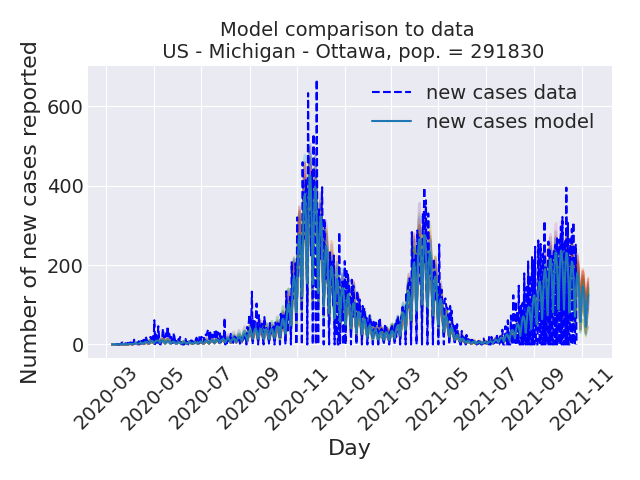 Model comparison to data
US - Michigan - Ottawa, pop. = 291830
Number of new cases reported
600
400
200
0
new cases data
new cases model
2020-03
2020-05
2020-07
2020-09
2020-11
2021-01
2021-03
2021-05
2021-07
2021-09
2021-11
Day